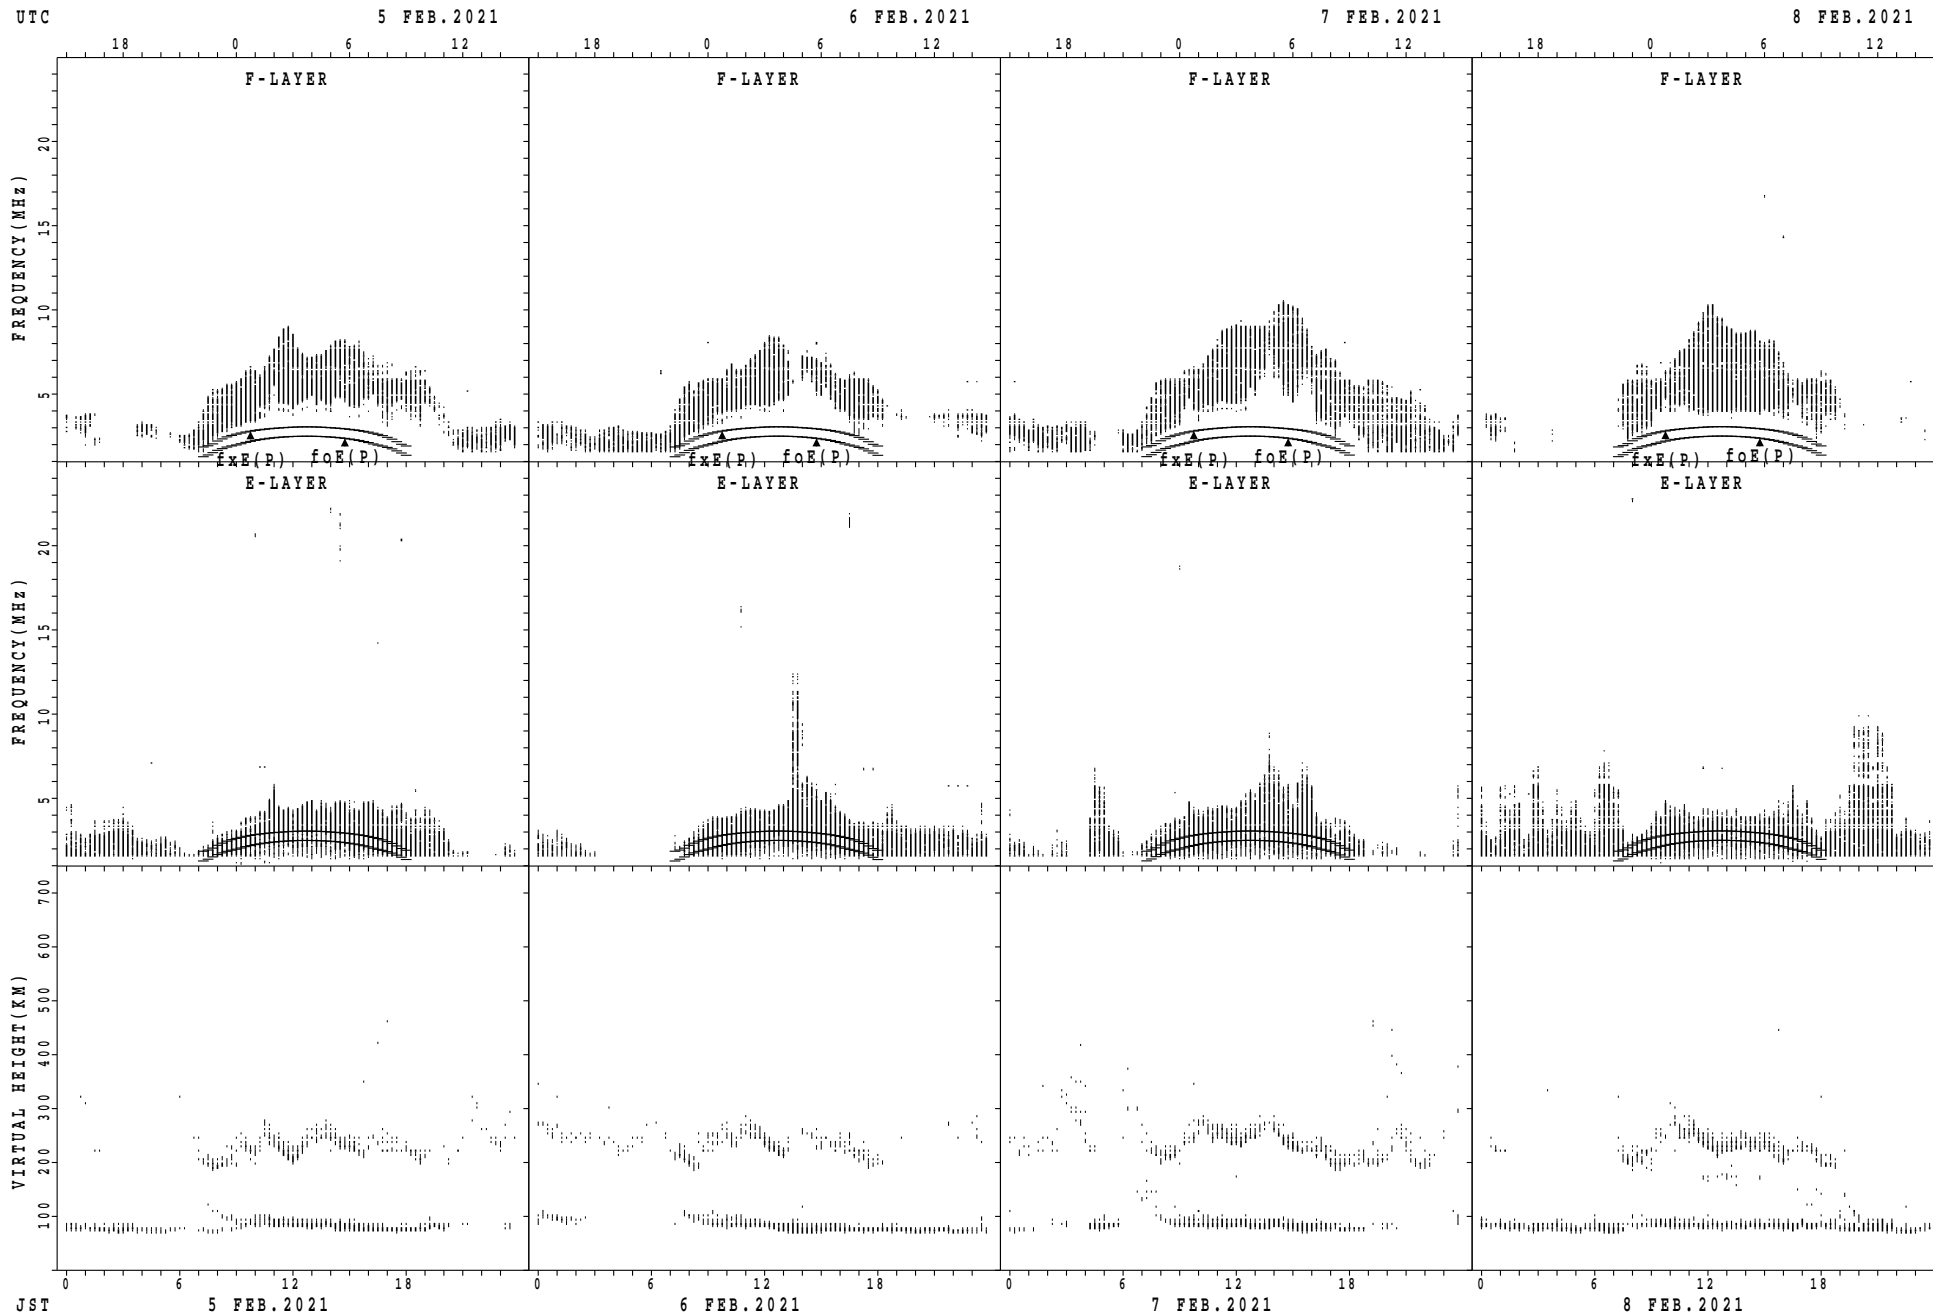 UTC 5 FEB.2021 6 FEB.2021 7 FEB.2021 8 FEB.2021
18 0 6 12 18 0 6 12 18 0 6 12 18 0 6 12
F-LAYER F-LAYER F-LAYER F-LAYER
FREQUENCY(MHz)
20
15
10
5
fxE(P) foE(P) fxE(P) foE(P) fxE(P) foE(P) fxE(P) foE(P)
E-LAYER E-LAYER E-LAYER E-LAYER
FREQUENCY(MHz)
20
15
10
5
VIRTUAL HEIGHT(KM)
700
600
500
400
300
200
100
0 6 12 18 0 6 12 18 0 6 12 18 0 6 12 18
JST 5 FEB.2021 6 FEB.2021 7 FEB.2021 8 FEB.2021